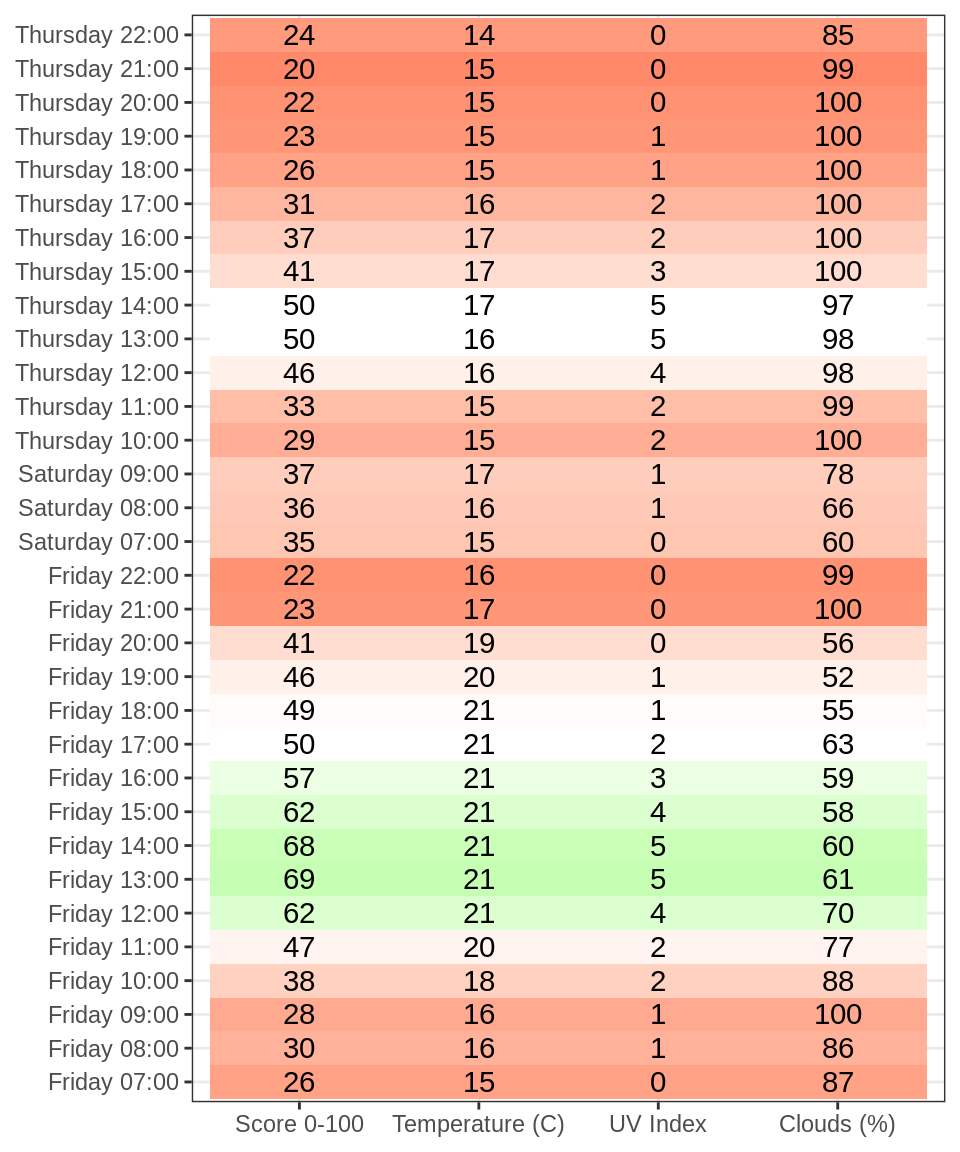 Thursday 22:00 24 14 0 85
Thursday 21:00 20 15 0 99
Thursday 20:00 22 15 0 100
Thursday 19:00 23 15 1 100
Thursday 18:00 26 15 1 100
Thursday 17:00 31 16 2 100
Thursday 16:00 37 17 2 100
Thursday 15:00 41 17 3 100
Thursday 14:00 50 17 5 97
Thursday 13:00 50 16 5 98
Thursday 12:00 46 16 4 98
Thursday 11:00 33 15 2 99
Thursday 10:00 29 15 2 100
Saturday 09:00 37 17 1 78
Saturday 08:00 36 16 1 66
Saturday 07:00 35 15 0 60
Friday 22:00 22 16 0 99
Friday 21:00 23 17 0 100
Friday 20:00 41 19 0 56
Friday 19:00 46 20 1 52
Friday 18:00 49 21 1 55
Friday 17:00 50 21 2 63
Friday 16:00 57 21 3 59
Friday 15:00 62 21 4 58
Friday 14:00 68 21 5 60
Friday 13:00 69 21 5 61
Friday 12:00 62 21 4 70
Friday 11:00 47 20 2 77
Friday 10:00 38 18 2 88
Friday 09:00 28 16 1 100
Friday 08:00 30 16 1 86
Friday 07:00 26 15 0 87
Score 0-100 Temperature (C) UV Index Clouds (%)